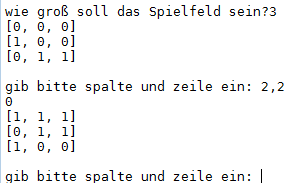 wie groß soll das Spielfeld sein?3
[0, 0, 0]
[1, 0, 0]
[0, 1, 1]
gib bitte spalte und zeile ein: 2,2
0
[1, 1, 1]
[0, 1, 1]
[1, 0, 0]
gib bitte spalte und zeile ein: